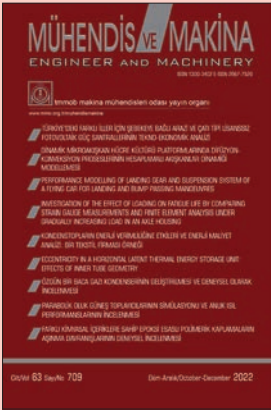 MÜHENDİS VE MAKİNA
ENGINEER AND MACHINERY
tmmob makina mühendisleri odası yayın organı
TÜRKİYE'DEKİ FARKLI İLLER İÇİN ŞEBEKEYE BAĞLI ARAZİ VE ÇATI TİPİ LİSANSSIZ
FOTOVOLTAİK GÜÇ SANTRALLERİNİN TEKNO-EKONOMİK ANALİZİ
DİNAMİK MİKROAKIŞKAN HÜCRE KÜLTÜRÜ PLATFORMLARINDA DİFÜZYON-
KONVEKSİYON PROSESLERİNİN HESAPLAMALI AKIŞKANLAR DİNAMİĞİ
MODELLEMESİ
PERFORMANCE MODELLING OF LANDING GEAR AND SUSPENSION SYSTEM OF
A FLYING CAR FOR LANDING AND BUMP PASSING MANOEUVRES
INVESTIGATION OF THE EFFECT OF LOADING ON FATIGUE LIFE BY COMPARING
STRAIN GAUGE MEASUREMENTS AND FINITE ELEMENT ANALYSIS UNDER
GRADUALLY INCREASING LOAD IN AN AXLE HOUSING
KONDENSTOPLARIN ENERJİ VERİMLİLİĞİNE ETKİLERİ VE ENERJİ MALİYET
ANALİZİ: BİR TEKSTİL FİRMASI ÖRNEĞİ
ECCENTRICITY IN A HORIZONTAL LATENT THERMAL ENERGY STORAGE UNIT:
EFFECTS OF INNER TUBE GEOMETRY
ÖZGÜN BİR BACA GAZI KONDENSERİNİN GELİŞTİRİLMESİ VE DENEYSEL OLARAK
İNCELENMESİ
PARABOLİK OLUK GÜNEŞ TOPLAYICILARININ SİMÜLASYONU VE ANLIK ISIL
PERFORMANSLARININ İNCELENMESİ
FARKLI KİMYASAL İÇERİKLERE SAHİP EPOKSİ ESASLI POLİMERİK KAPLAMALARIN
AŞINMA DAVRANIŞLARININ DENEYSEL İNCELENMESİ
Cilt/Vol 63 Sayı/No 709
Ekim-Aralık/October-December 2022